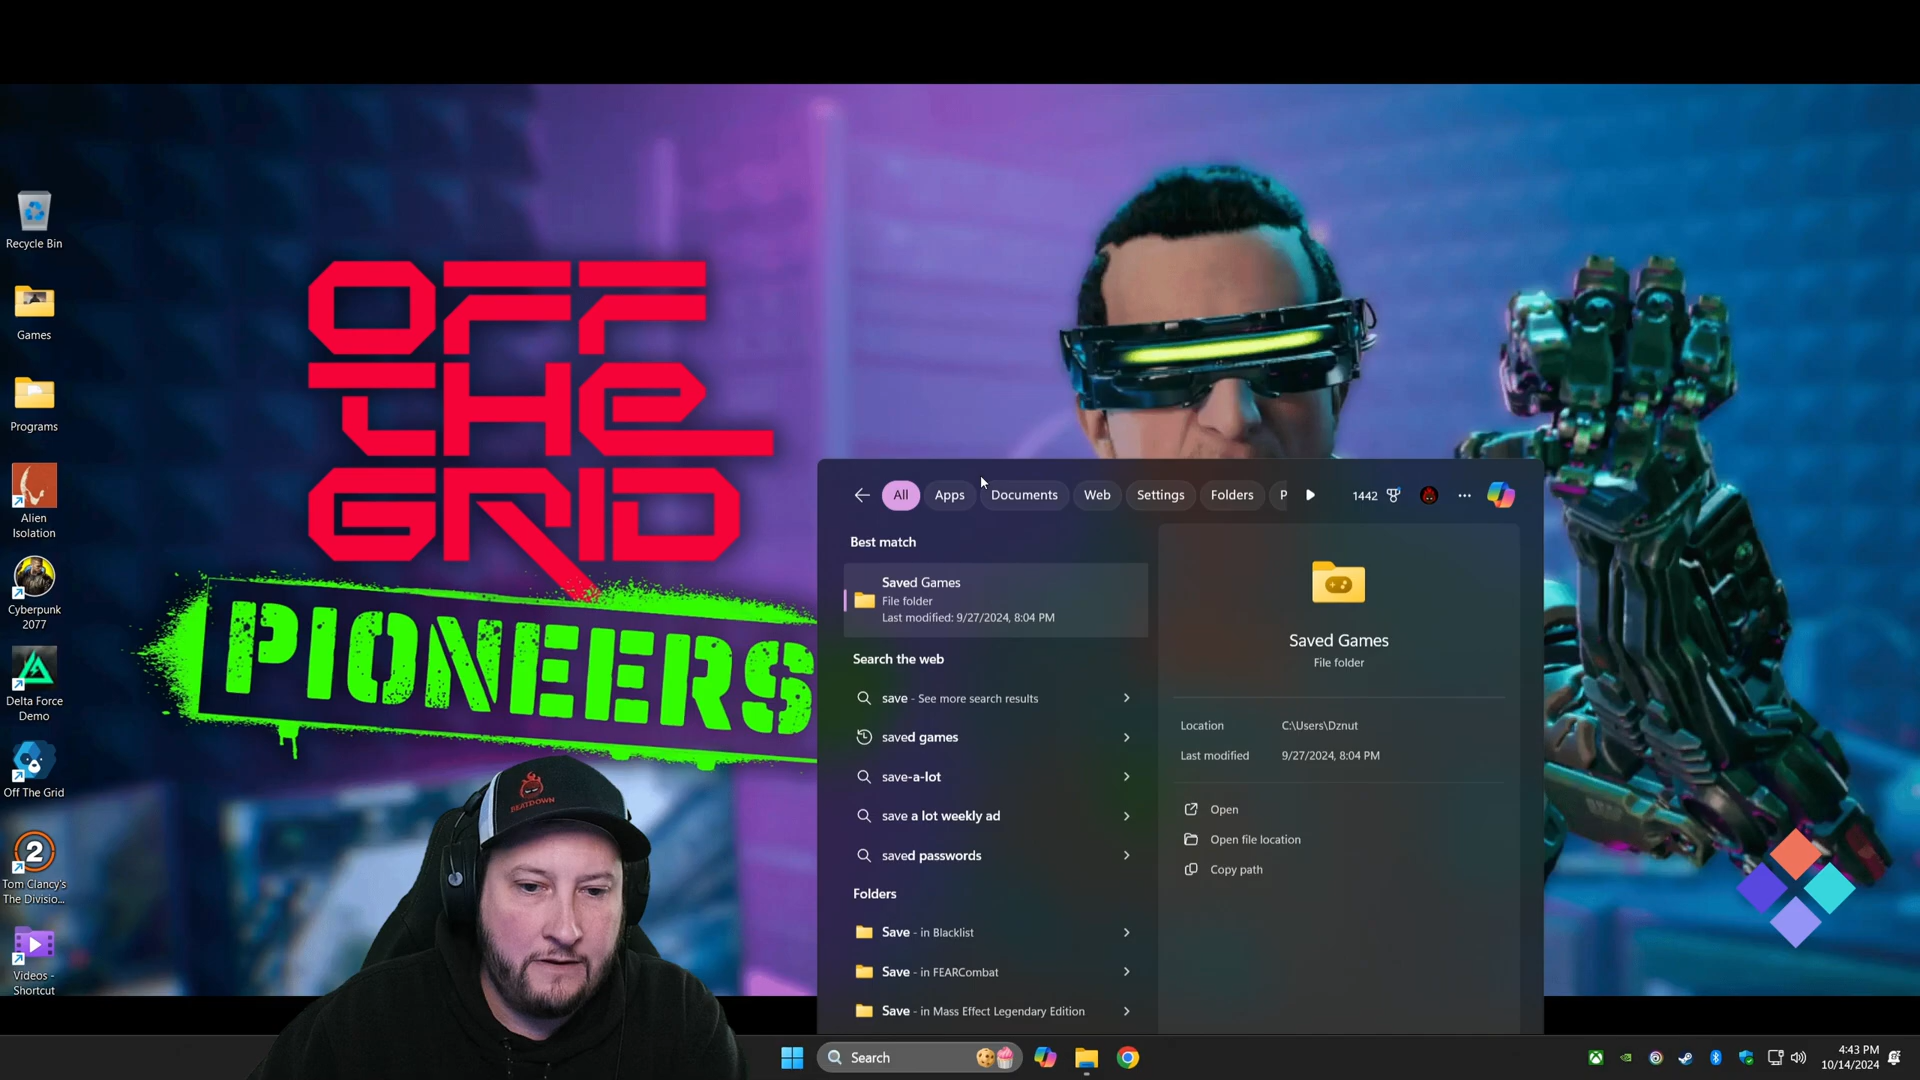 Recycle Bin
Games
Programs
Alien
Isolation
Cyberpunk
2077
Delta Force
Demo
Off The Grid
2
Tom Clancy's
The Divisio...
Videos -
Shortcut
OFF
THE
GRID
PIONEERS
BEATDOWN
All
Apps
Documents
Web
Settings
Folders
P
1442
Best match
Saved Games
File folder
Last modified: 9/27/2024, 8:04 PM
Search the web
save - See more search results
saved games
save-a-lot
save a lot weekly ad
saved passwords
Folders
Save - in Blacklist
Save - in FEARCombat
Save - in Mass Effect Legendary Edition
Saved Games
File folder
Location C:\Users\Dznut
Last modified 9/27/2024, 8:04 PM
Open
Open file location
Copy path
Search
4:43 PM
10/14/2024